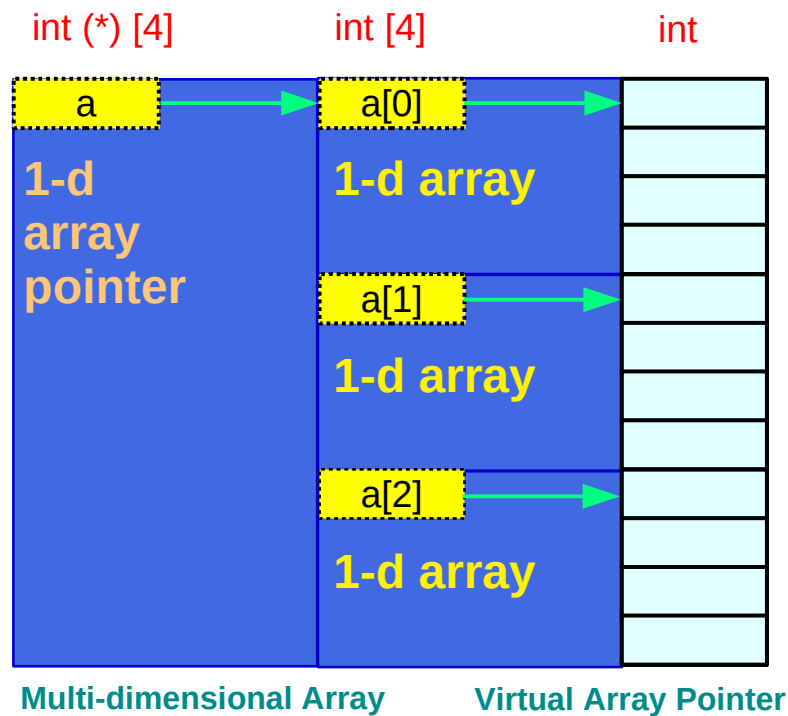 int (*) [4] int [4] int
a a[0]
1-d
array
pointer
1-d array
a[1]
1-d array
a[2]
1-d array
Multi-dimensional Array Virtual Array Pointer